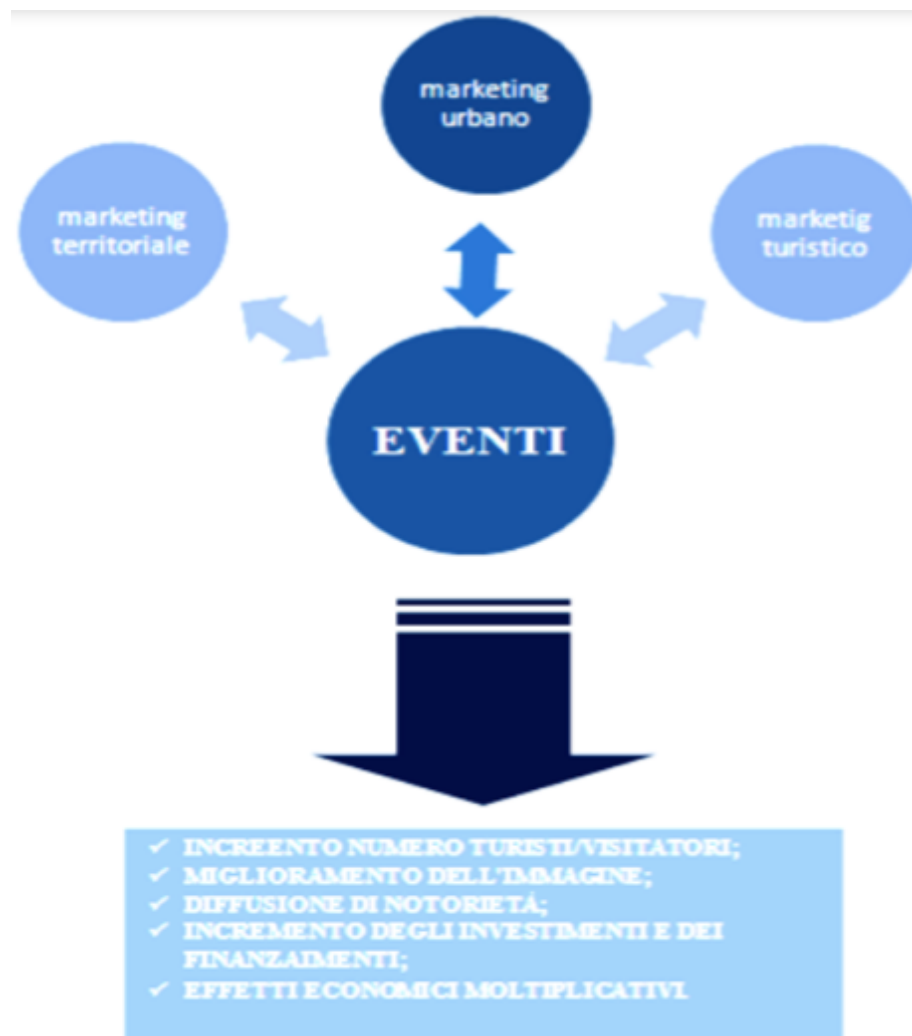 marketing
urbano
marketing
territoriale
marketig
turistico
EVENTI
✓ INCREENTO NUMERO TURISTI/VISITATORI;
✓ MIGLIORAMENTO DELL'IMMAGINE;
✓ DIFFUSIONE DI NOTORIETÁ;
✓ INCREMENTO DEGLI INVESTIMENTI E DEI
FINANZAIMENTI;
✓ EFFETTI ECONOMICI MOLTIPLICATIVI.